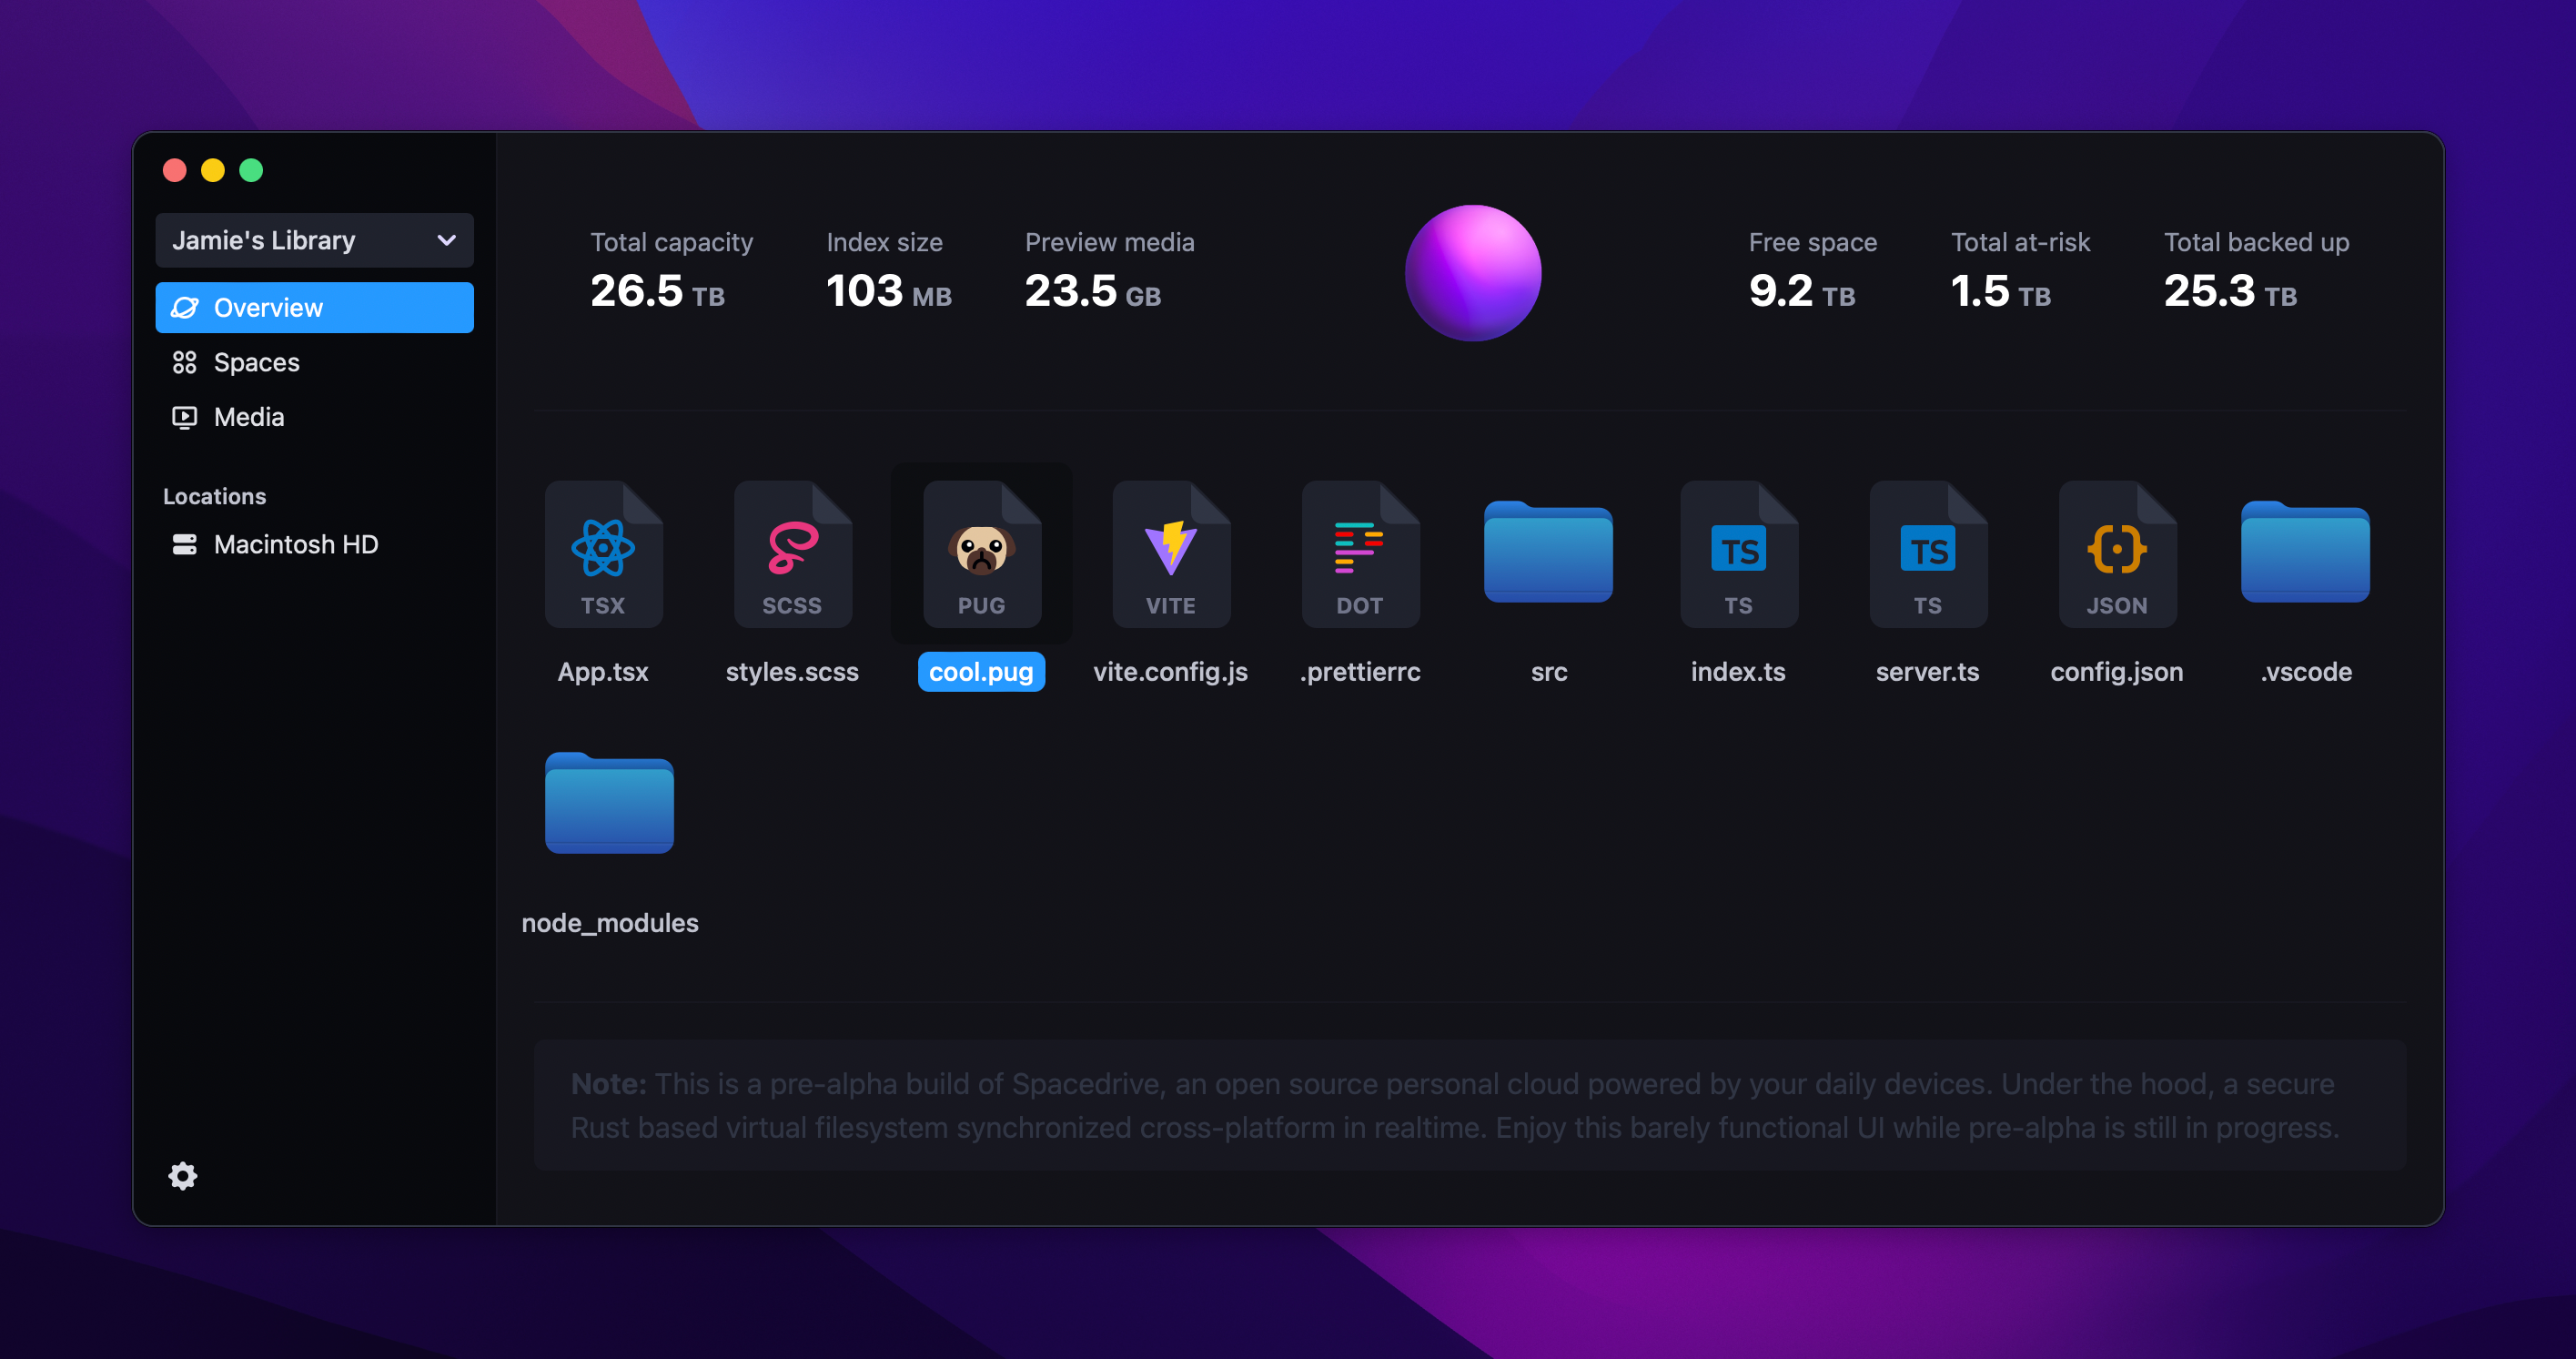 Jamie's Library
Overview
Spaces
Media
Locations
Macintosh HD
Total capacity
26.5 TB
Index size
103 MB
Preview media
23.5 GB
Free space
9.2 TB
Total at-risk
1.5 TB
Total backed up
25.3 TB
TSX
App.tsx
SCSS
styles.scss
PUG
cool.pug
VITE
vite.config.js
DOT
.prettierrc
src
TS
TS
index.ts
TS
TS
server.ts
JSON
config.json
.vscode
node_modules
Note: This is a pre-alpha build of Spacedrive, an open source personal cloud powered by your daily devices. Under the hood, a secure
Rust based virtual filesystem synchronized cross-platform in realtime. Enjoy this barely functional UI while pre-alpha is still in progress.